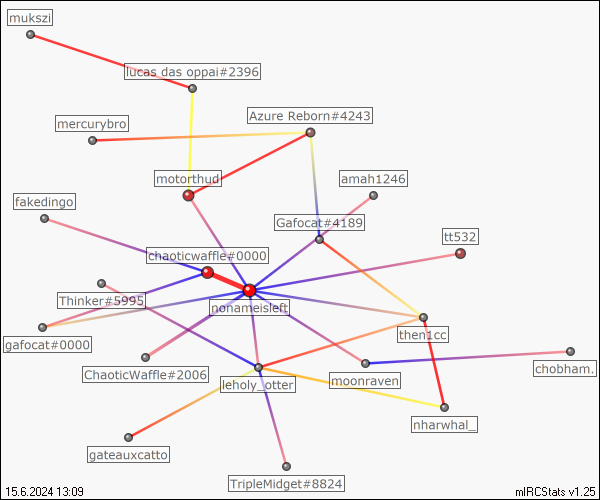 mukszi
lucas das oppai#2396
Azure Reborn#4243
mercurybro
motorthud
amah1246
fakedingo
Gafocat#4189
tt532
chaoticwaffle#0000
Thinker#5995
nonameisleft
then1cc
gafocat#0000
ChaoticWaffle#2006
leholy_otter
moonraven
chobham.
nharwhal_
gateauxcatto
TripleMidget#8824
15.6.2024 13:09
mIRCStats v1.25